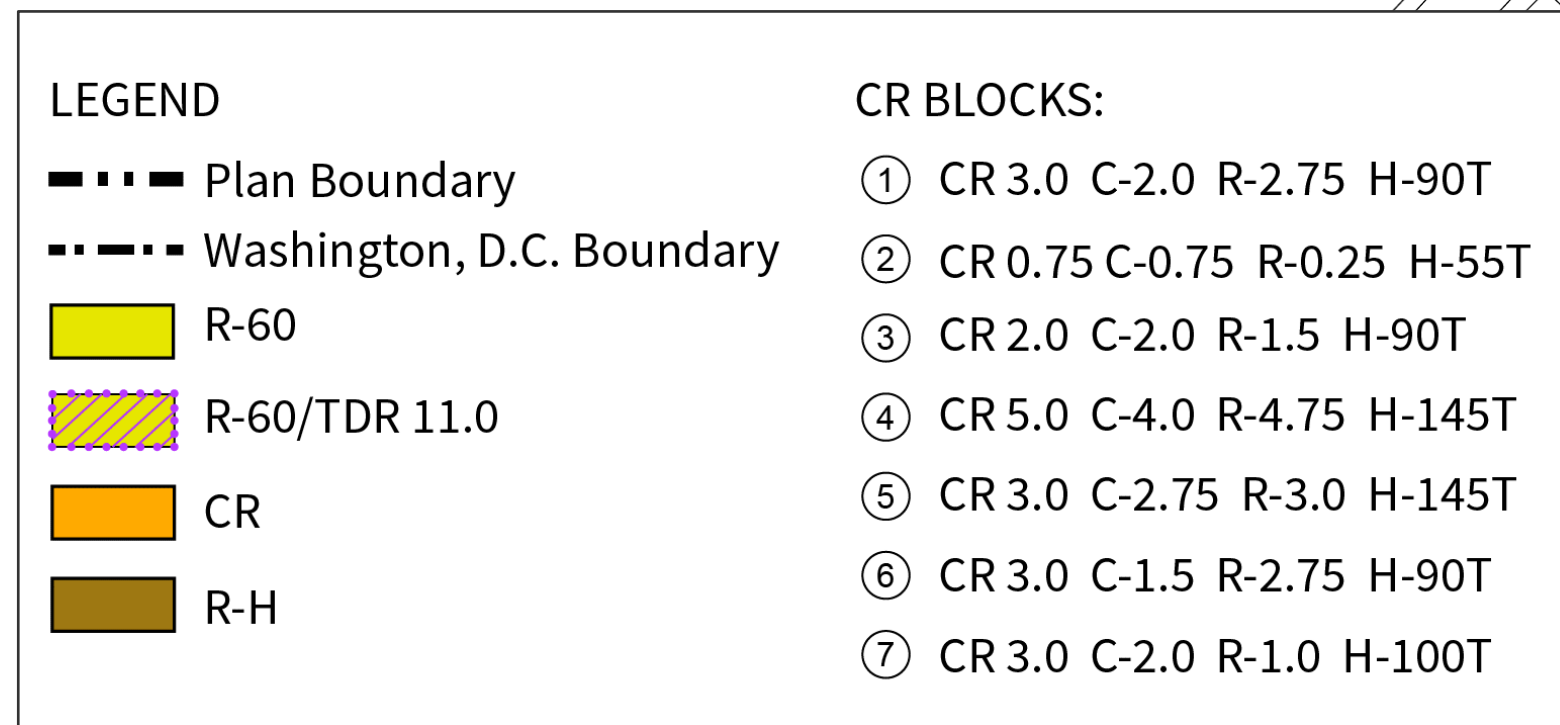 LEGEND
Plan Boundary
Washington, D.C. Boundary
R-60
R-60/TDR 11.0
CR
R-H
CR BLOCKS:
1 CR 3.0 C-2.0 R-2.75 H-90T
2 CR 0.75 C-0.75 R-0.25 H-55T
3 CR 2.0 C-2.0 R-1.5 H-90T
4 CR 5.0 C-4.0 R-4.75 H-145T
5 CR 3.0 C-2.75 R-3.0 H-145T
6 CR 3.0 C-1.5 R-2.75 H-90T
7 CR 3.0 C-2.0 R-1.0 H-100T